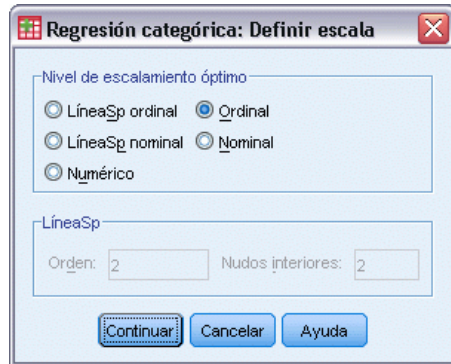 Regresión categórica: Definir escala
Nivel de escalamiento óptimo
LíneaSp ordinal
Ordinal
LíneaSp nominal
Nominal
Numérico
LíneaSp
Orden: 2
Nudos interiores: 2
Continuar
Cancelar
Ayuda